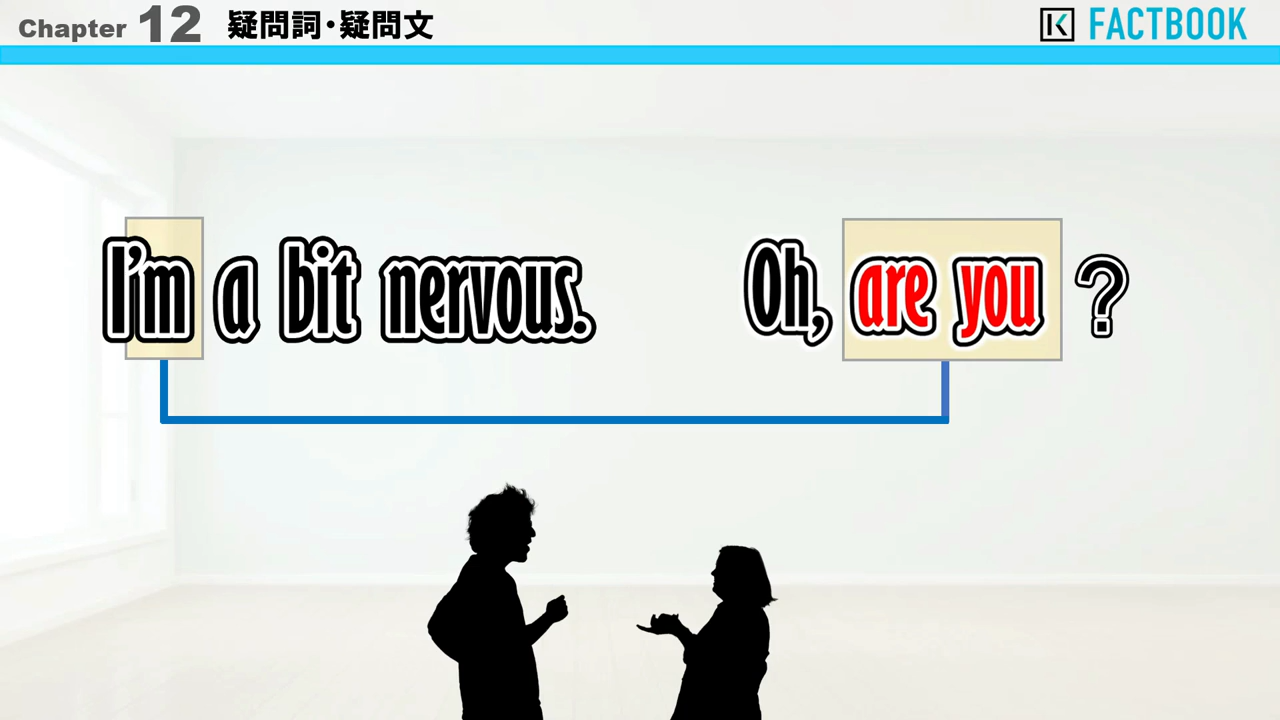 Chapter 12 疑問詞・疑問文
K FACTBOOK
I'm a bit nervous.
Oh, are you ?